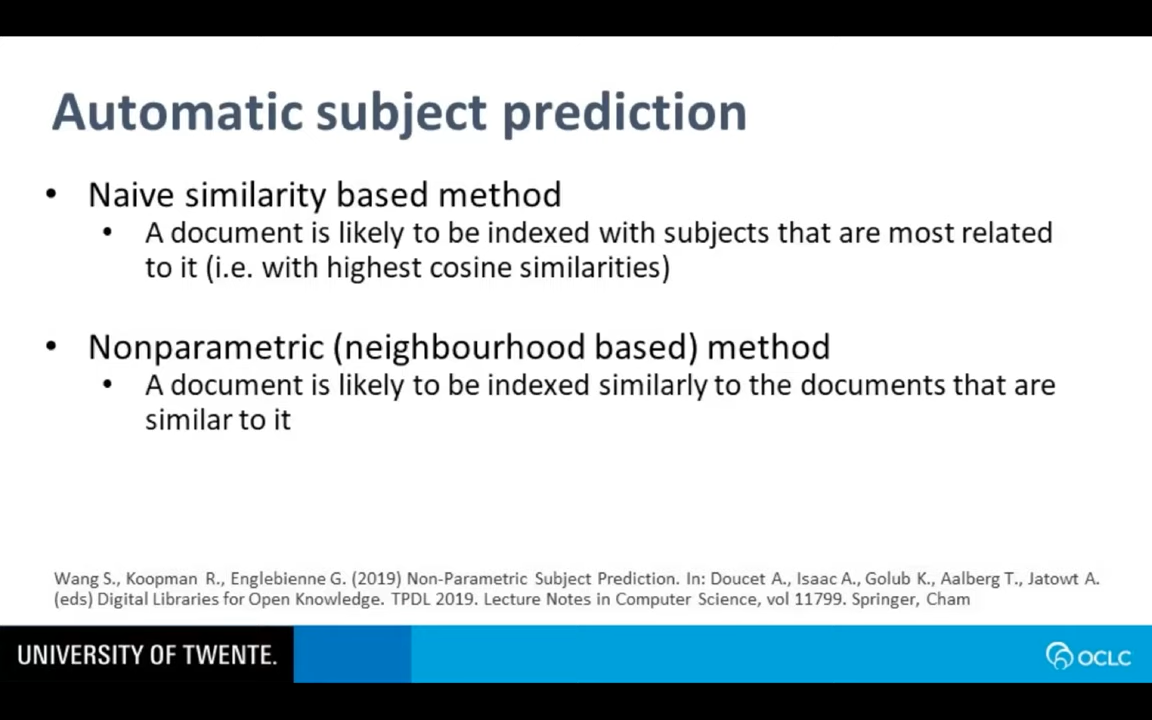 Automatic subject prediction
• Naive similarity based method
• A document is likely to be indexed with subjects that are most related
to it (i.e. with highest cosine similarities)
• Nonparametric (neighbourhood based) method
• A document is likely to be indexed similarly to the documents that are
similar to it
Wang S., Koopman R., Englebienne G. (2019) Non-Parametric Subject Prediction. In: Doucet A., Isaac A., Golub K., Aalberg T., Jatowt A.
(eds) Digital Libraries for Open Knowledge. TPDL 2019. Lecture Notes in Computer Science, vol 11799. Springer, Cham
UNIVERSITY OF TWENTE.
OCLC